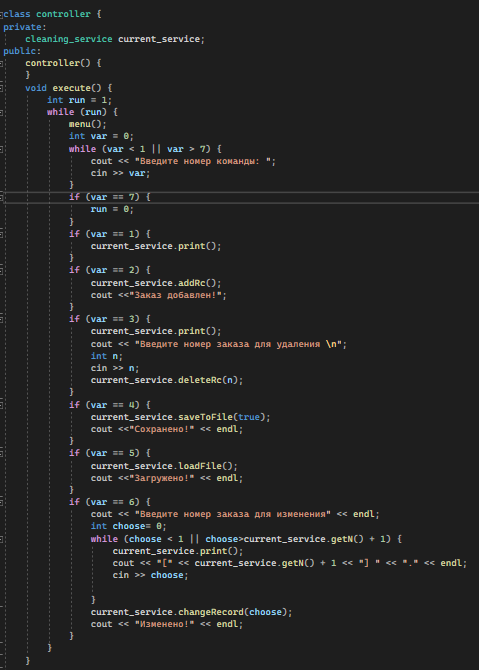 class controller {
private:
    cleaning_service current_service;
public:
    controller() {
    }
    void execute() {
        int run = 1;
        while (run) {
            menu();
            int var = 0;
            while (var < 1 || var > 7) {
                cout << "Введите номер команды: ";
                cin >> var;
            }
            if (var == 7) {
                run = 0;
            }
            if (var == 1) {
                current_service.print();
            }
            if (var == 2) {
                current_service.addRc();
                cout <<"Заказ добавлен!";
            }
            if (var == 3) {
                current_service.print();
                cout << "Введите номер заказа для удаления \n";
                int n;
                cin >> n;
                current_service.deleteRc(n);
            }
            if (var == 4) {
                current_service.saveToFile(true);
                cout <<"Сохранено!" << endl;
            }
            if (var == 5) {
                current_service.loadFile();
                cout <<"Загружено!" << endl;
            }
            if (var == 6) {
                cout << "Введите номер заказа для изменения" << endl;
                int choose= 0;
                while (choose < 1 || choose>current_service.getN() + 1) {
                    current_service.print();
                    cout << "[" << current_service.getN() + 1 << "] " << "." << endl;
                    cin >> choose;

                }
                current_service.changeRecord(choose);
                cout << "Изменено!" << endl;
            }
        }
    }